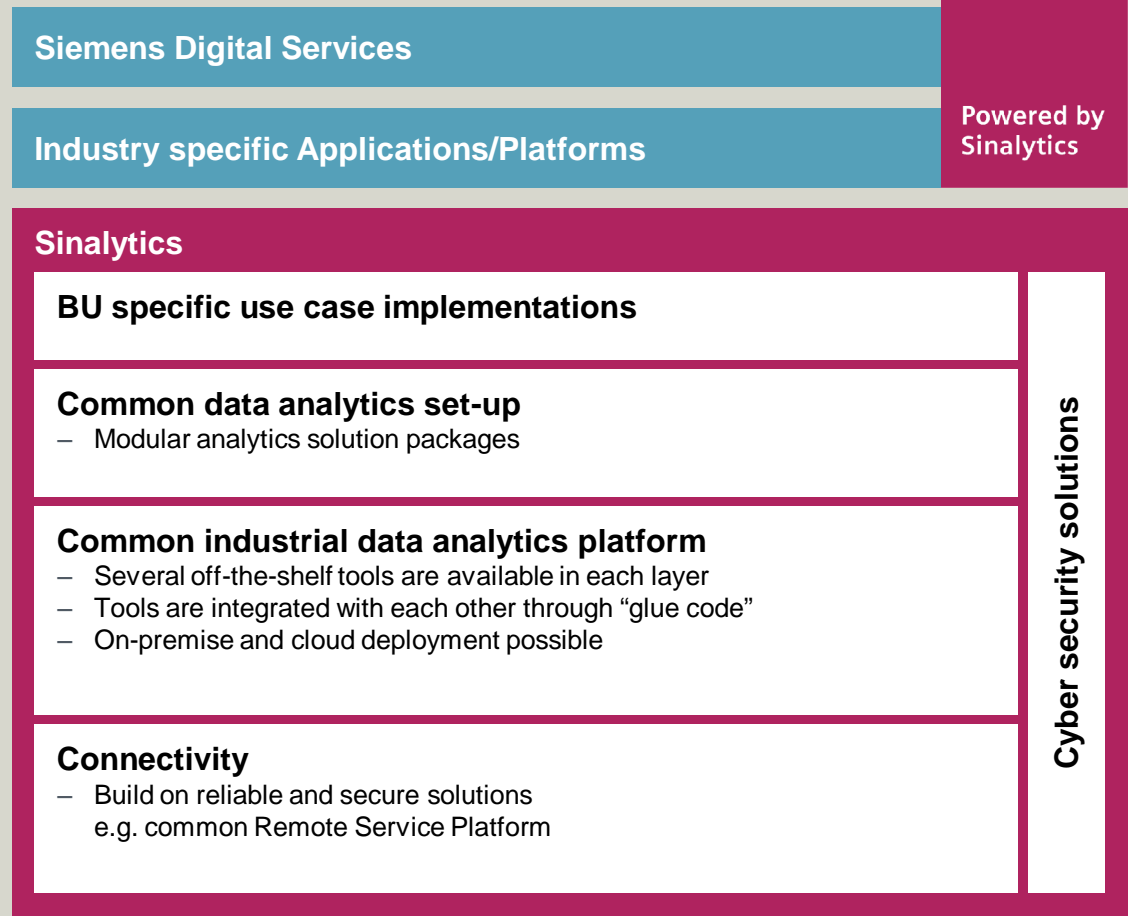 Siemens Digital Services
Industry specific Applications/Platforms
Powered by
Sinalytics
Sinalytics
BU specific use case implementations
Common data analytics set-up
– Modular analytics solution packages
Common industrial data analytics platform
– Several off-the-shelf tools are available in each layer
– Tools are integrated with each other through “glue code”
– On-premise and cloud deployment possible
Connectivity
– Build on reliable and secure solutions
e.g. common Remote Service Platform
Cyber security solutions